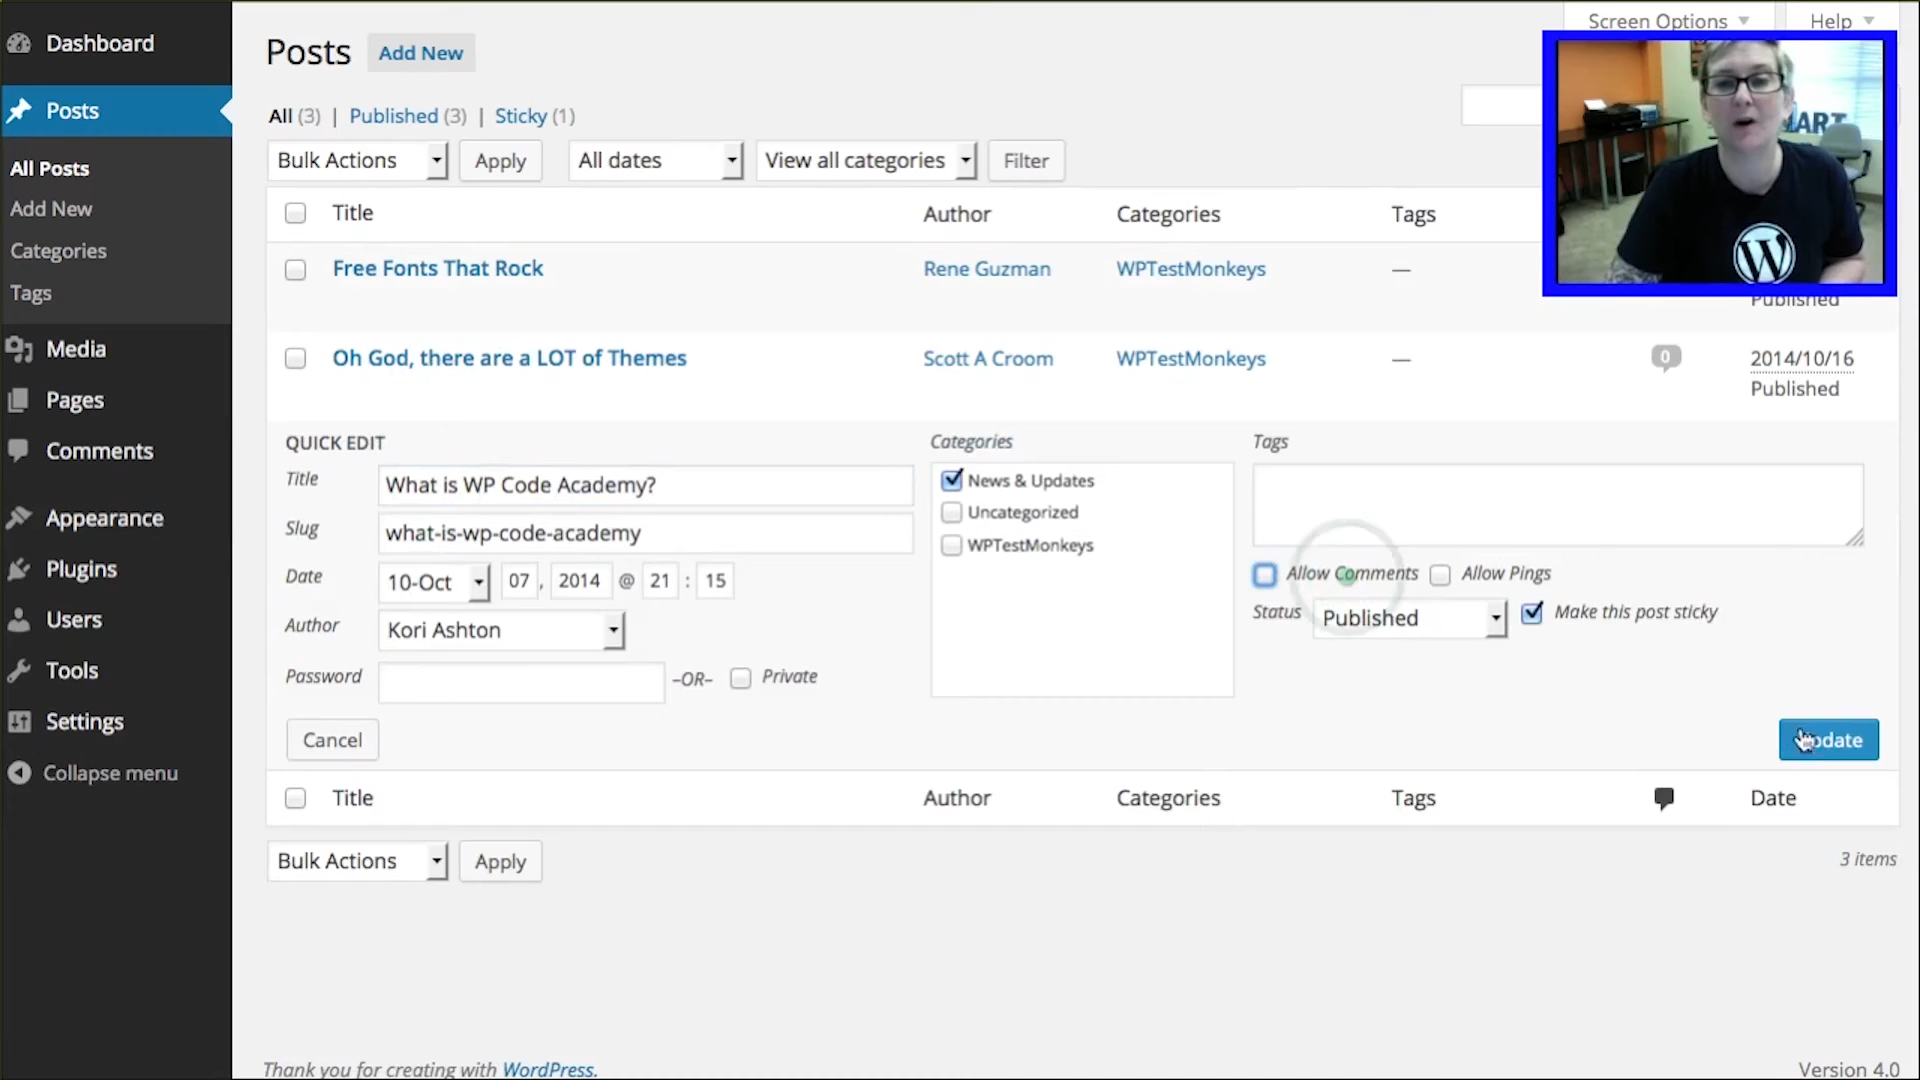 Dashboard
Posts
All Posts
Add New
Categories
Tags
Media
Pages
Comments
Appearance
Plugins
Users
Tools
Settings
Collapse menu
Screen Options Help
Posts Add New
All (3) | Published (3) | Sticky (1)
Bulk Actions Apply All dates View all categories Filter
Title Author Categories Tags
Free Fonts That Rock Rene Guzman WPTestMonkeys —
Published
Oh God, there are a LOT of Themes Scott A Croom WPTestMonkeys — 0 2014/10/16
Published
QUICK EDIT Categories Tags
Title What is WP Code Academy?
Slug what-is-wp-code-academy
Date 10-Oct 07, 2014 @ 21 : 15
Author Kori Ashton
Password –OR– Private
News & Updates
Uncategorized
WPTestMonkeys
Allow Comments Allow Pings
Status Published Make this post sticky
Cancel Update
Title Author Categories Tags Date
Bulk Actions Apply 3 items
Thank you for creating with WordPress. Version 4.0